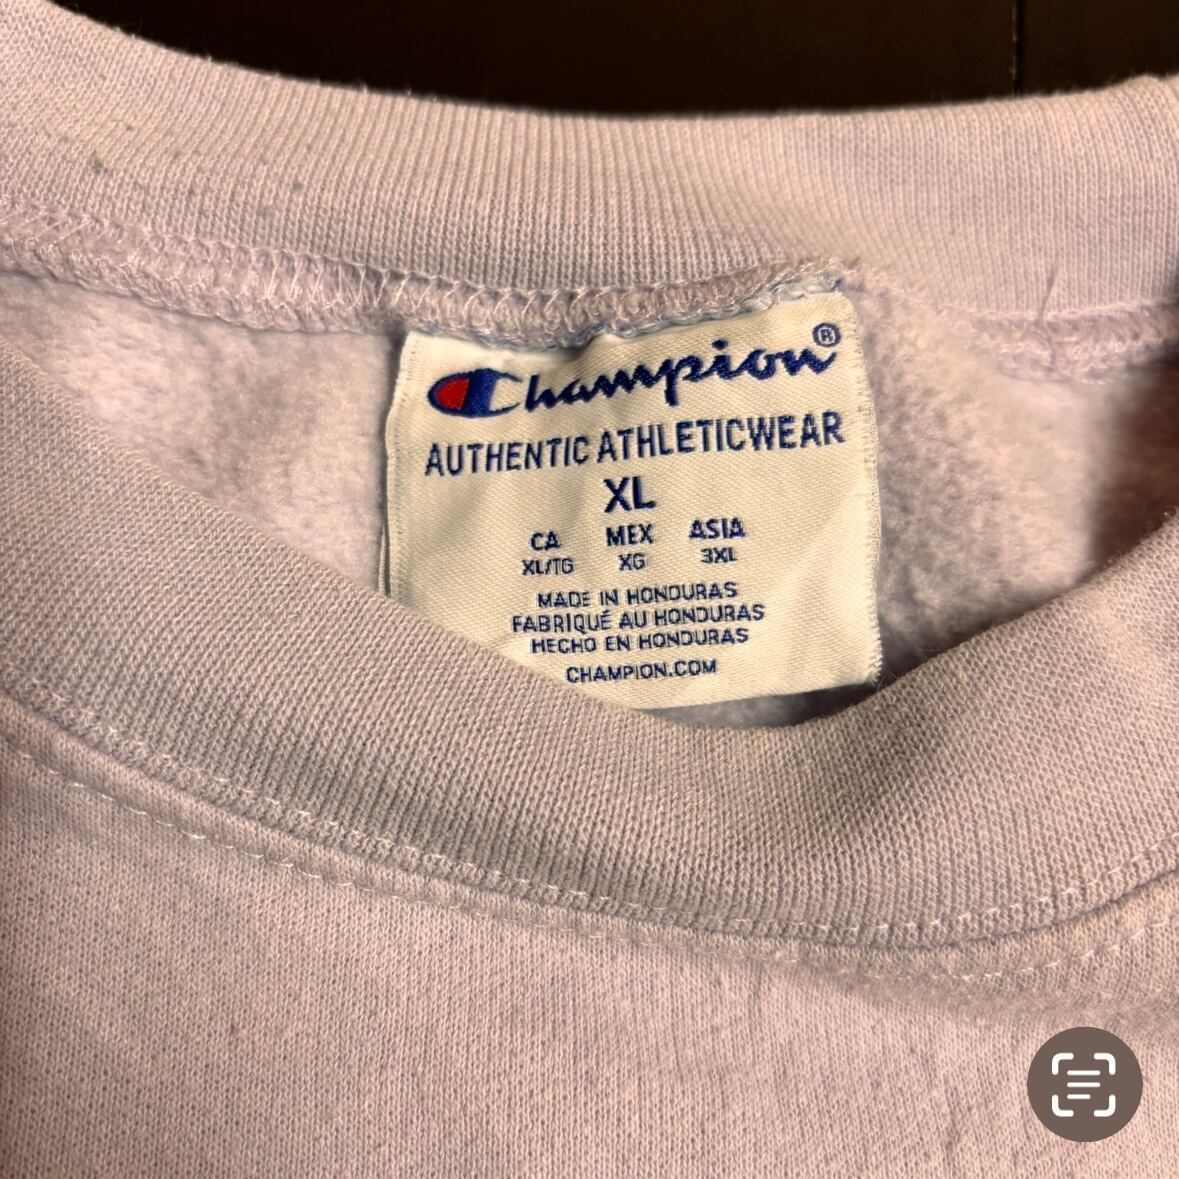 Champion®
AUTHENTIC ATHLETICWEAR
XL
CA MEX ASIA
XL/TG XG 3XL
MADE IN HONDURAS
FABRIQUÉ AU HONDURAS
HECHO EN HONDURAS
CHAMPION.COM